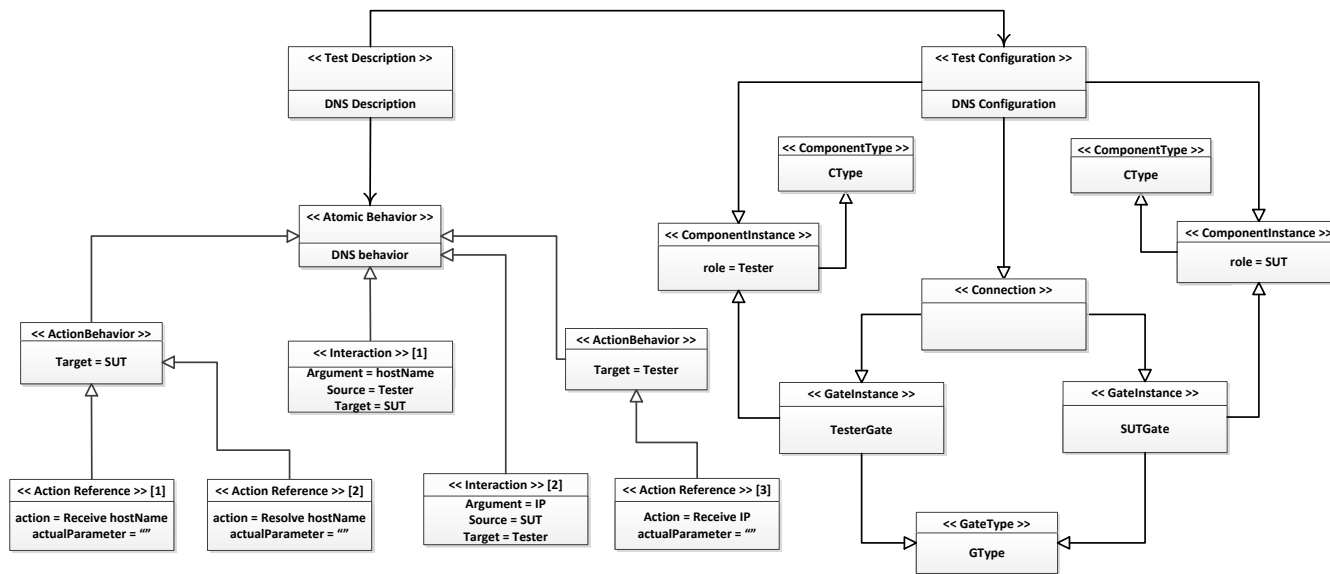 << Test Description >>
DNS Description
<< Test Configuration >>
DNS Configuration
<< ComponentType >>
CType
<< ComponentType >>
CType
<< Atomic Behavior >>
DNS behavior
<< ComponentInstance >>
role = Tester
<< ComponentInstance >>
role = SUT
<< Connection >>
<< ActionBehavior >>
Target = SUT
<< Interaction >> [1]
Argument = hostName
Source = Tester
Target = SUT
<< ActionBehavior >>
Target = Tester
<< GateInstance >>
TesterGate
<< GateInstance >>
SUTGate
<< Action Reference >> [1]
action = Receive hostName
actualParameter = “”
<< Action Reference >> [2]
action = Resolve hostName
actualParameter = “”
<< Interaction >> [2]
Argument = IP
Source = SUT
Target = Tester
<< Action Reference >> [3]
Action = Receive IP
actualParameter = “”
<< GateType >>
GType